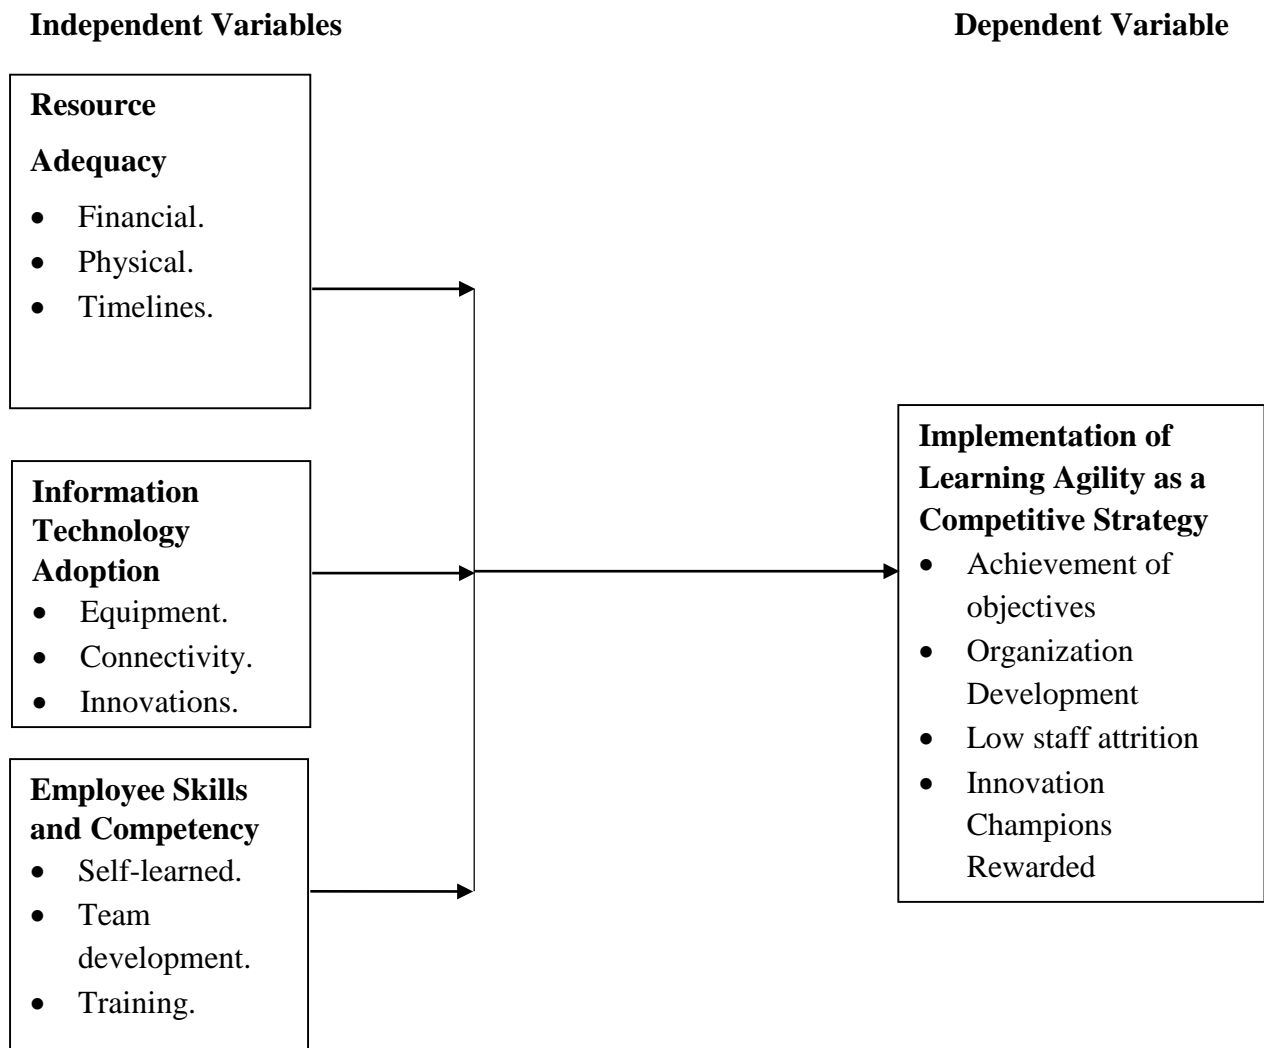 Independent Variables
Dependent Variable
Resource
Adequacy
• Financial.
• Physical.
• Timelines.
Information
Technology
Adoption
• Equipment.
• Connectivity.
• Innovations.
Employee Skills
and Competency
• Self-learned.
• Team
development.
• Training.
Implementation of
Learning Agility as a
Competitive Strategy
• Achievement of
objectives
• Organization
Development
• Low staff attrition
• Innovation
Champions
Rewarded